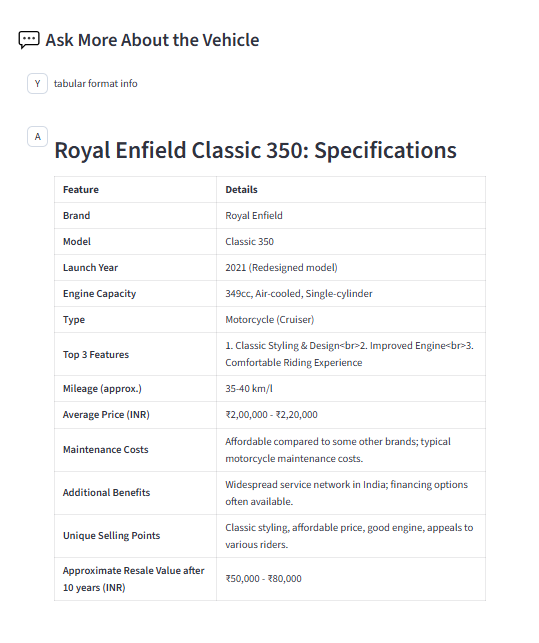 Ask More About the Vehicle
Y tabular format info
A
Royal Enfield Classic 350: Specifications
Feature Details
Brand Royal Enfield
Model Classic 350
Launch Year 2021 (Redesigned model)
Engine Capacity 349cc, Air-cooled, Single-cylinder
Type Motorcycle (Cruiser)
Top 3 Features 1. Classic Styling & Design<br>2. Improved Engine<br>3.
Comfortable Riding Experience
Mileage (approx.) 35-40 km/l
Average Price (INR) ₹2,00,000 - ₹2,20,000
Maintenance Costs Affordable compared to some other brands; typical
motorcycle maintenance costs.
Additional Benefits Widespread service network in India; financing options
often available.
Unique Selling Points Classic styling, affordable price, good engine, appeals to
various riders.
Approximate Resale Value after
10 years (INR) ₹50,000 - ₹80,000